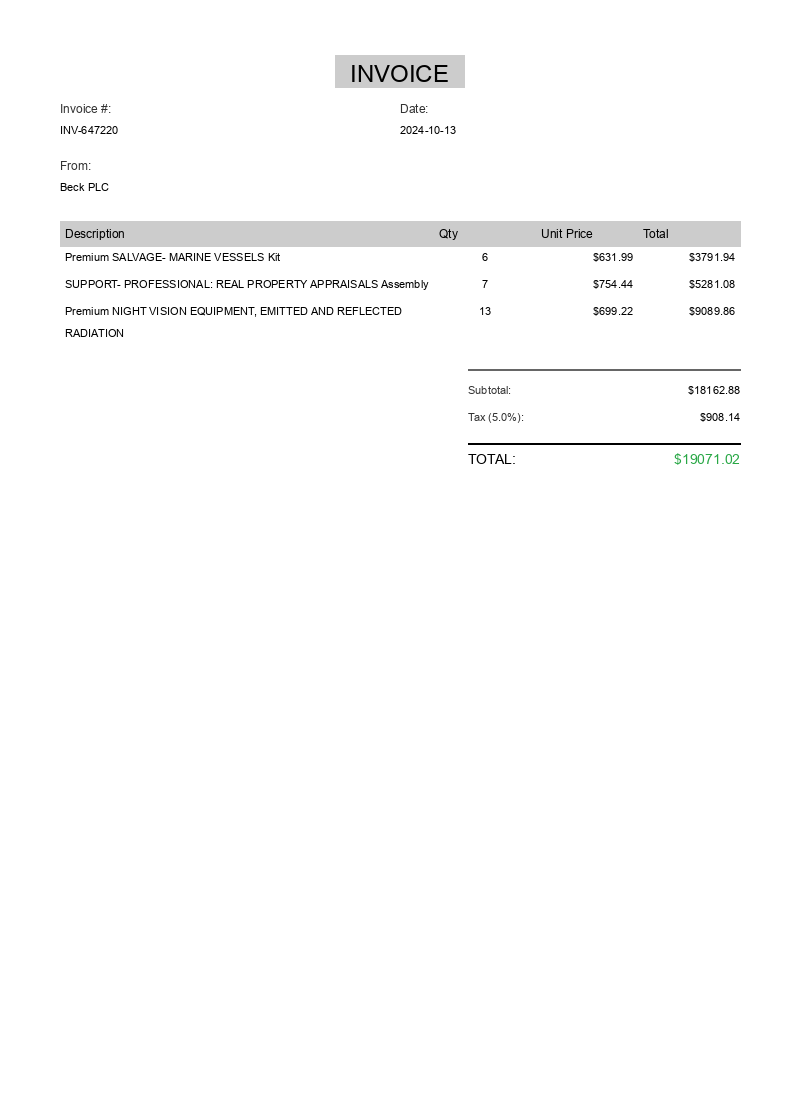 INVOICE
Invoice #: Date:
INV-647220 2024-10-13
From:
Beck PLC
Description Qty Unit Price Total
Premium SALVAGE- MARINE VESSELS Kit 6 $631.99 $3791.94
SUPPORT- PROFESSIONAL: REAL PROPERTY APPRAISALS Assembly 7 $754.44 $5281.08
Premium NIGHT VISION EQUIPMENT, EMITTED AND REFLECTED 13 $699.22 $9089.86
RADIATION
Subtotal: $18162.88
Tax (5.0%): $908.14
TOTAL: $19071.02